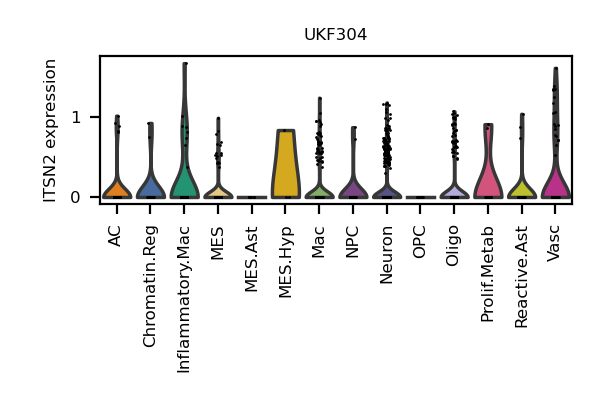 UKF304
ITSN2 expression
1
0
AC
Chromatin.Reg
Inflammatory.Mac
MES
MES.Ast
MES.Hyp
Mac
NPC
Neuron
OPC
Oligo
Prolif.Metab
Reactive.Ast
Vasc